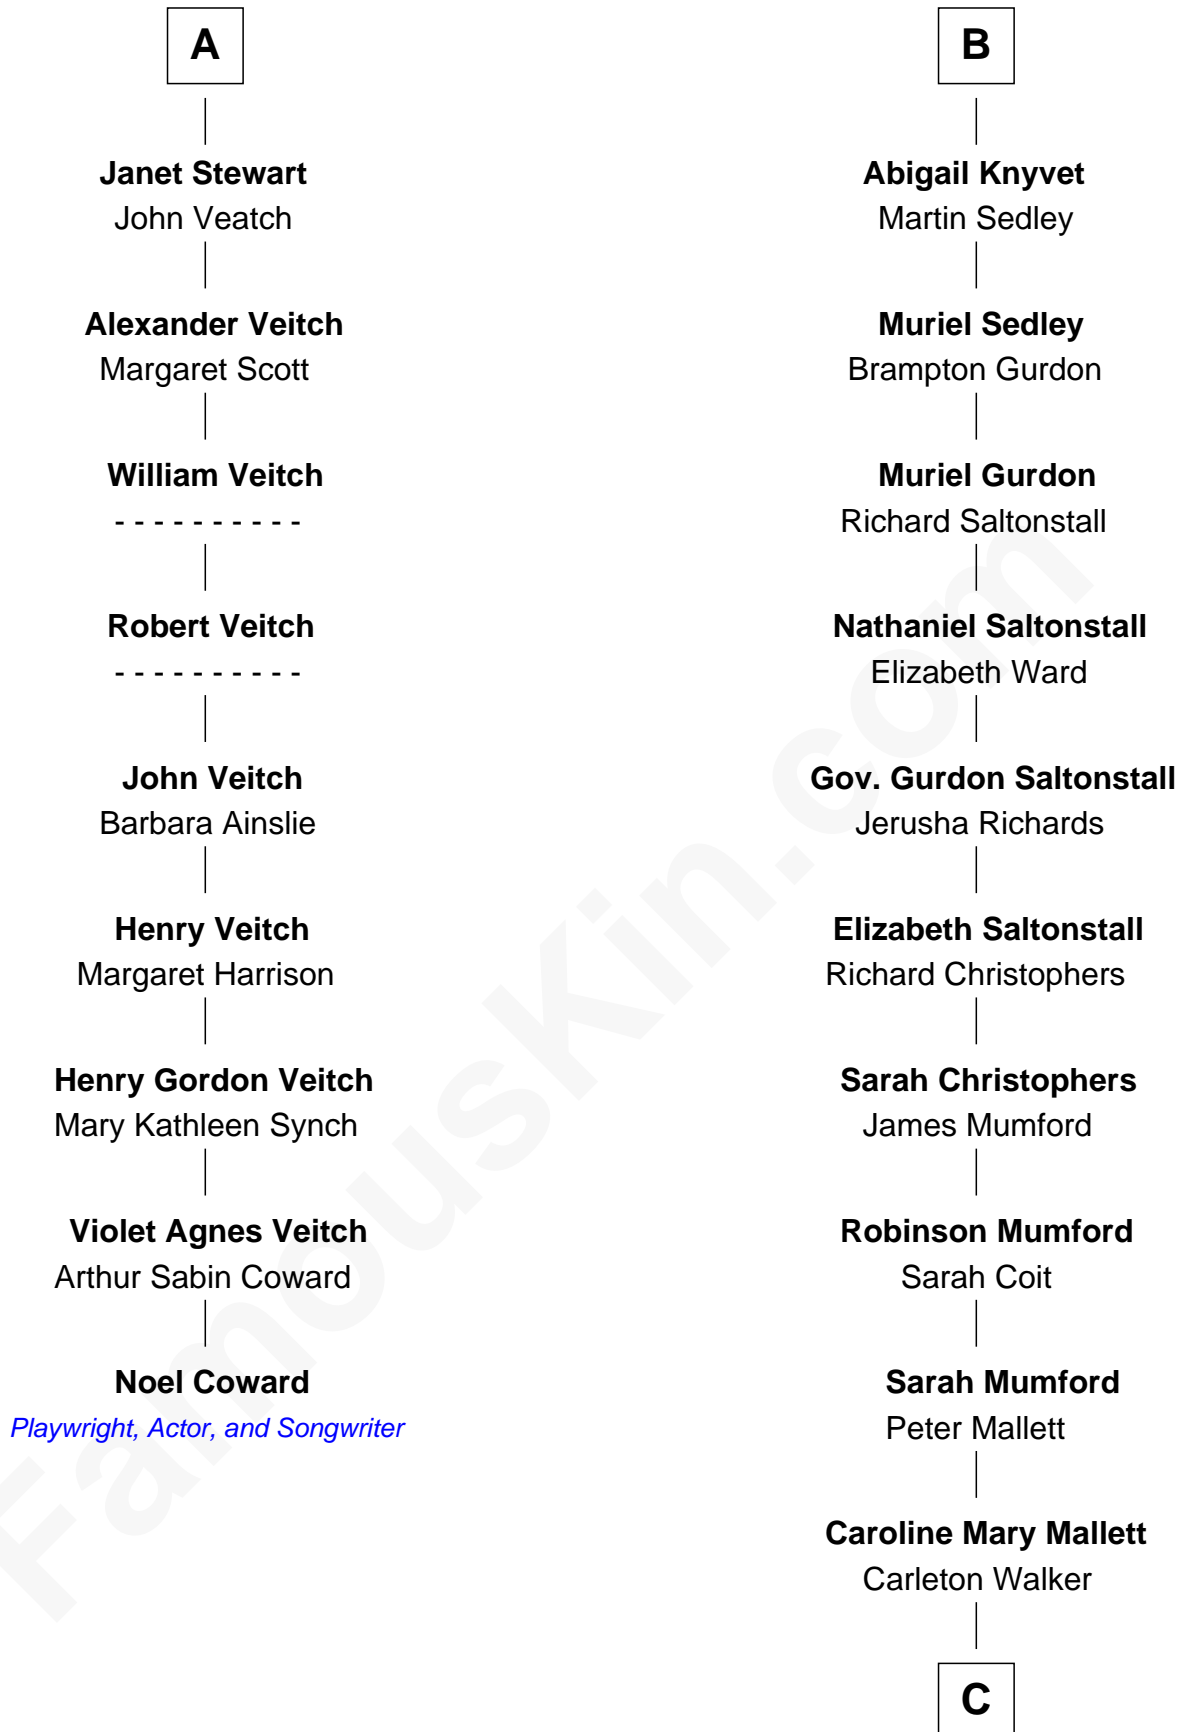 A
Janet Stewart
John Veatch
Alexander Veitch
Margaret Scott
William Veitch
- - - - - - - - - -
Robert Veitch
- - - - - - - - - -
John Veitch
Barbara Ainslie
Henry Veitch
Margaret Harrison
Henry Gordon Veitch
Mary Kathleen Synch
Violet Agnes Veitch
Arthur Sabin Coward
Noel Coward
Playwright, Actor, and Songwriter
B
Abigail Knyvet
Martin Sedley
Muriel Sedley
Brampton Gurdon
Muriel Gurdon
Richard Saltonstall
Nathaniel Saltonstall
Elizabeth Ward
Gov. Gurdon Saltonstall
Jerusha Richards
Elizabeth Saltonstall
Richard Christophers
Sarah Christophers
James Mumford
Robinson Mumford
Sarah Coit
Sarah Mumford
Peter Mallett
Caroline Mary Mallett
Carleton Walker
C
FamousKin.com